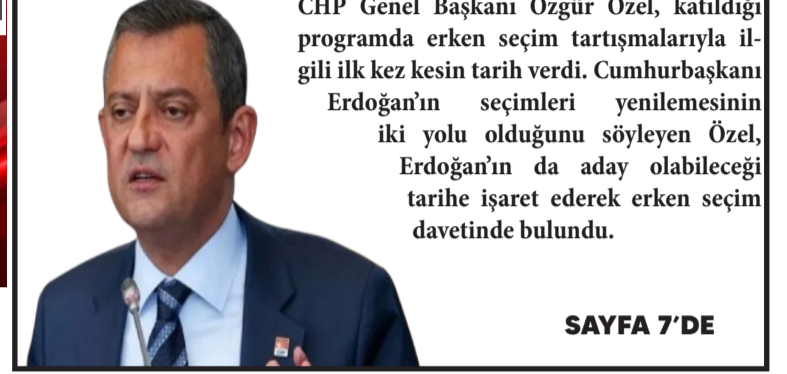 CHP Genel Başkanı Özgür Özel, katıldığı
programda erken seçim tartışmalarıyla il-
gili ilk kez kesin tarih verdi. Cumhurbaşkanı
Erdoğan’ın seçimleri yenilemesinin
iki yolu olduğunu söyleyen Özel,
Erdoğan’ın da aday olabileceği
tarihe işaret ederek erken seçim
davetinde bulundu.
SAYFA 7’DE